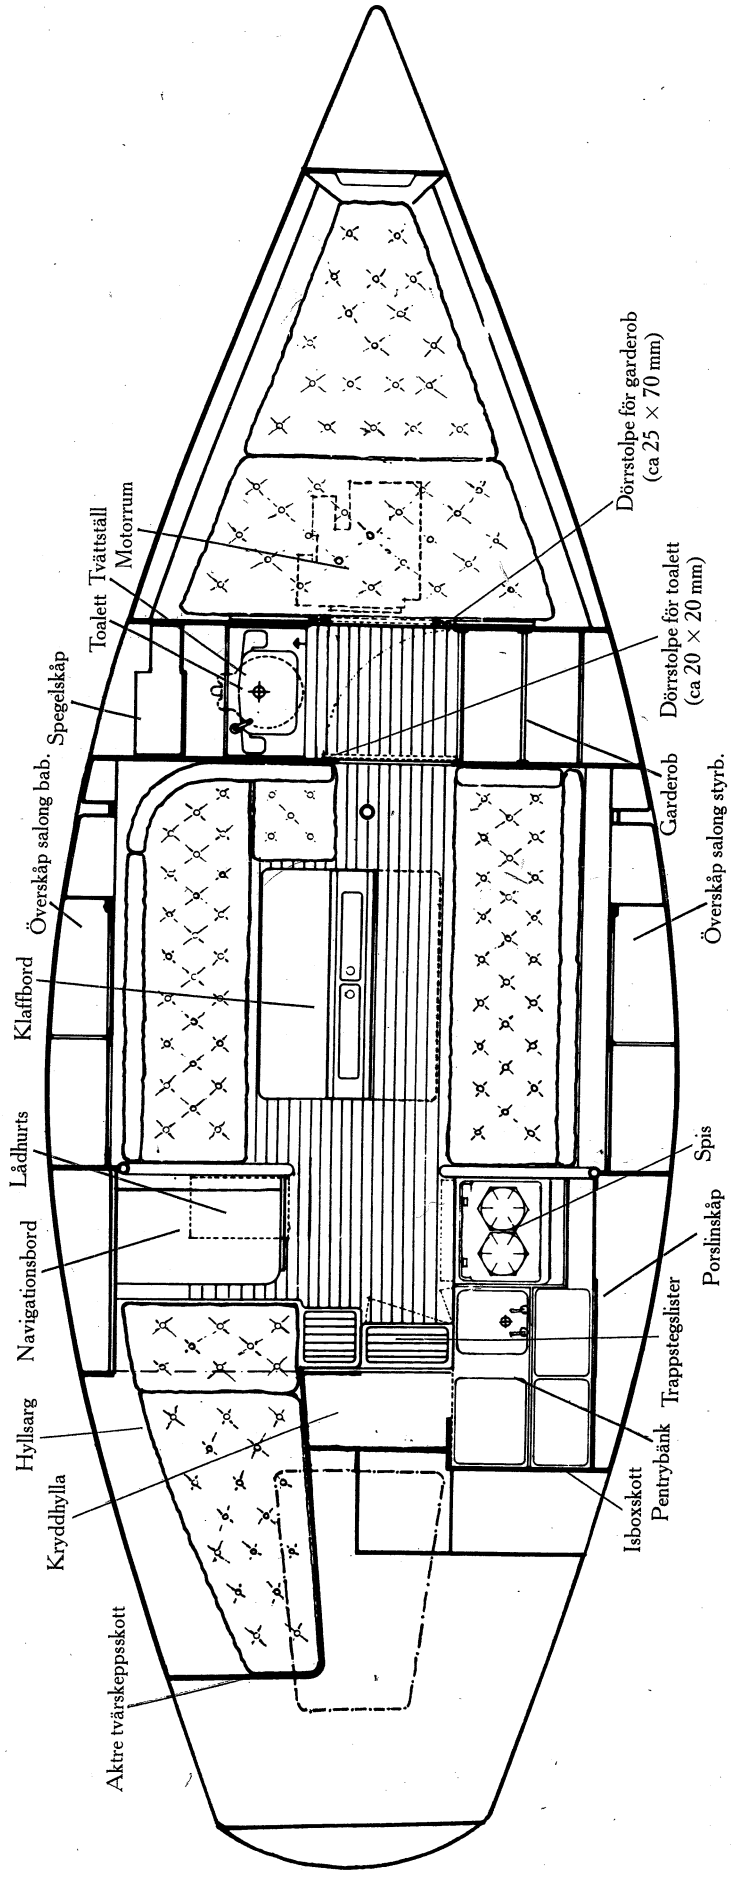 Aktre tvärskeppsskott
Kryddhylla
Hyllsarg
Navigationsbord
Lådhurts
Klaffbord
Överskåp salong bab.
Spegelskåp
Toalett
Tvättställ
Motorrum
Isboxskott
Pentrybänk
Trappstegslister
Porslinskåp
Spis
Överskåp salong styrb.
Garderob
Dörrstolpe för toalett
(ca 20 × 20 mm)
Dörrstolpe för garderob
(ca 25 × 70 mm)